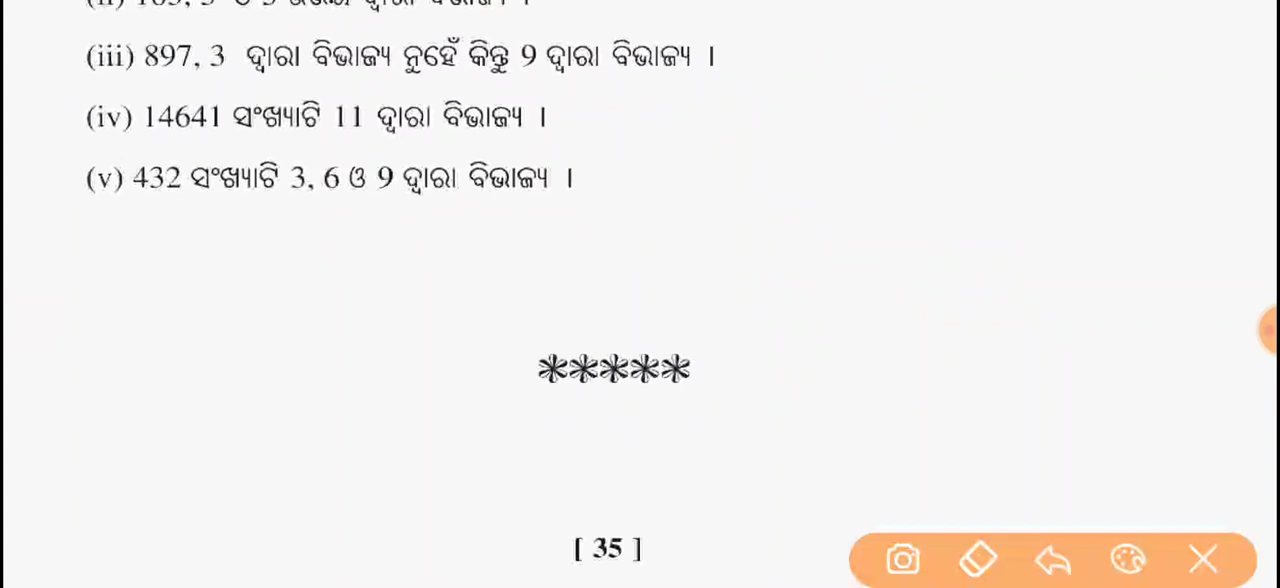 (iii) 897, 3 ଦ୍ୱାରା ବିଭାଜ୍ୟ ନୁହେଁ କିନ୍ତୁ 9 ଦ୍ୱାରା ବିଭାଜ୍ୟ ।
(iv) 14641 ସଂଖ୍ୟାଟି 11 ଦ୍ୱାରା ବିଭାଜ୍ୟ ।
(v) 432 ସଂଖ୍ୟାଟି 3, 6 ଓ 9 ଦ୍ୱାରା ବିଭାଜ୍ୟ ।
[ 35 ]